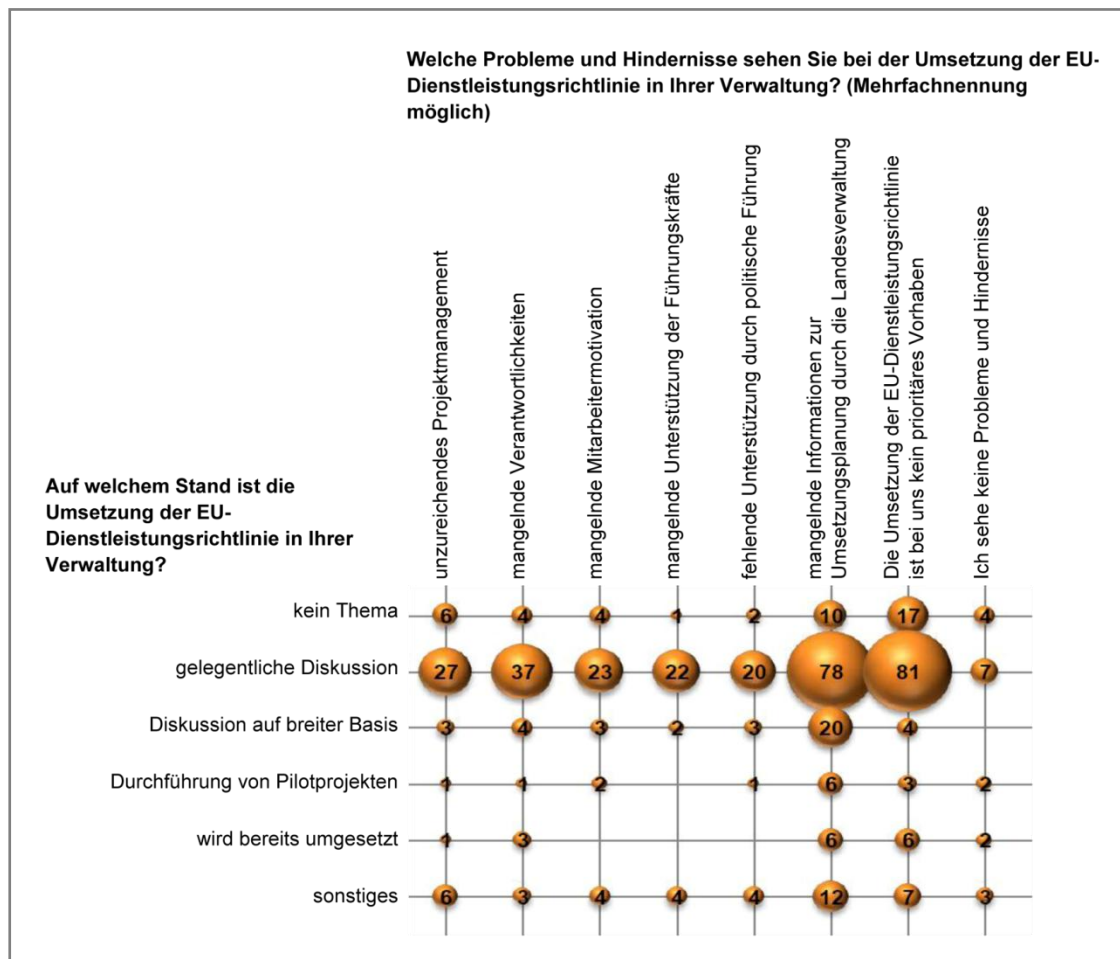 Welche Probleme und Hindernisse sehen Sie bei der Umsetzung der EU-
Dienstleistungsrichtlinie in Ihrer Verwaltung? (Mehrfachnennung
möglich)
unzureichendes Projektmanagement
mangelnde Verantwortlichkeiten
mangelnde Mitarbeitermotivation
mangelnde Unterstützung der Führungskräfte
fehlende Unterstützung durch politische Führung
mangelnde Informationen zur
Umsetzungsplanung durch die Landesverwaltung
Die Umsetzung der EU-Dienstleistungsrichtlinie
ist bei uns kein prioritäres Vorhaben
Ich sehe keine Probleme und Hindernisse
Auf welchem Stand ist die
Umsetzung der EU-
Dienstleistungsrichtlinie in Ihrer
Verwaltung?
kein Thema 6 4 4 1 2 10 17 4
gelegentliche Diskussion 27 37 23 22 20 78 81 7
Diskussion auf breiter Basis 3 4 3 2 3 20 4
Durchführung von Pilotprojekten 1 1 2 1 6 3 2
wird bereits umgesetzt 1 3 6 6 2
sonstiges 6 3 4 4 4 12 7 3